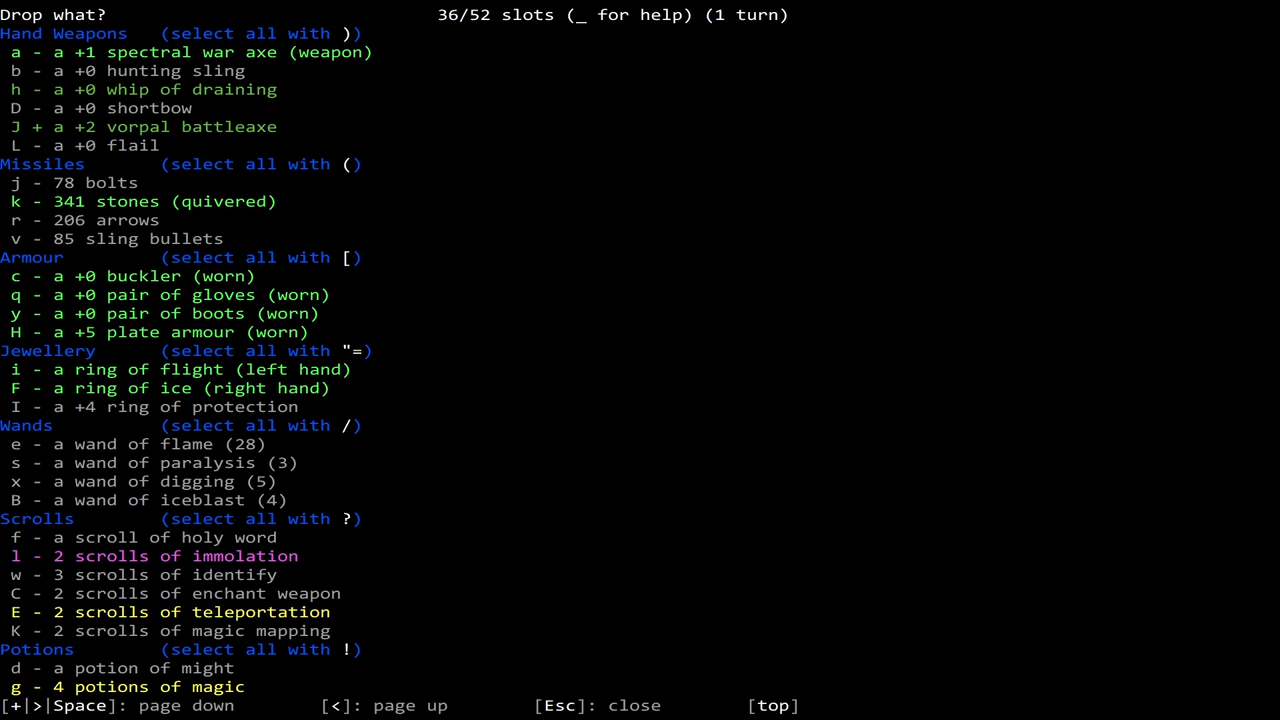 Drop what? 36/52 slots (_ for help) (1 turn)
Hand Weapons (select all with ))
a - a +1 spectral war axe (weapon)
b - a +0 hunting sling
h - a +0 whip of draining
D - a +0 shortbow
J + a +2 vorpal battleaxe
L - a +0 flail
Missiles (select all with ()
j - 78 bolts
k - 341 stones (quivered)
r - 206 arrows
v - 85 sling bullets
Armour (select all with [)
c - a +0 buckler (worn)
q - a +0 pair of gloves (worn)
y - a +0 pair of boots (worn)
H - a +5 plate armour (worn)
Jewellery (select all with "=)
i - a ring of flight (left hand)
F - a ring of ice (right hand)
I - a +4 ring of protection
Wands (select all with /)
e - a wand of flame (28)
s - a wand of paralysis (3)
x - a wand of digging (5)
B - a wand of iceblast (4)
Scrolls (select all with ?)
f - a scroll of holy word
l - 2 scrolls of immolation
w - 3 scrolls of identify
C - 2 scrolls of enchant weapon
E - 2 scrolls of teleportation
K - 2 scrolls of magic mapping
Potions (select all with !)
d - a potion of might
g - 4 potions of magic
[+|>|Space]: page down [<]: page up [Esc]: close [top]